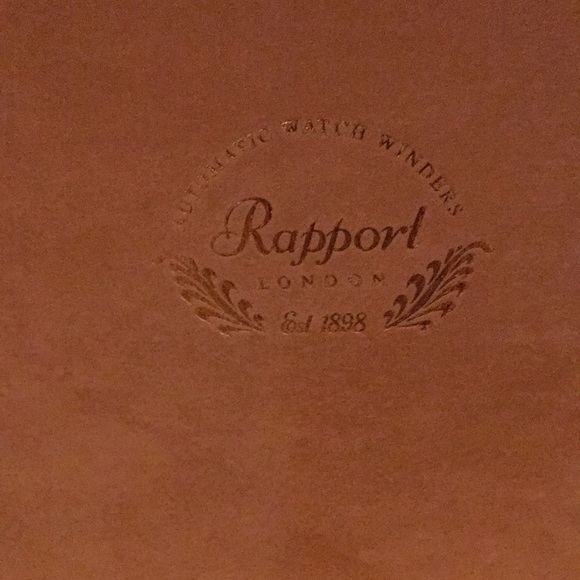 AUTOMATIC WATCH WINDERS
Rapport
LONDON
Est 1898